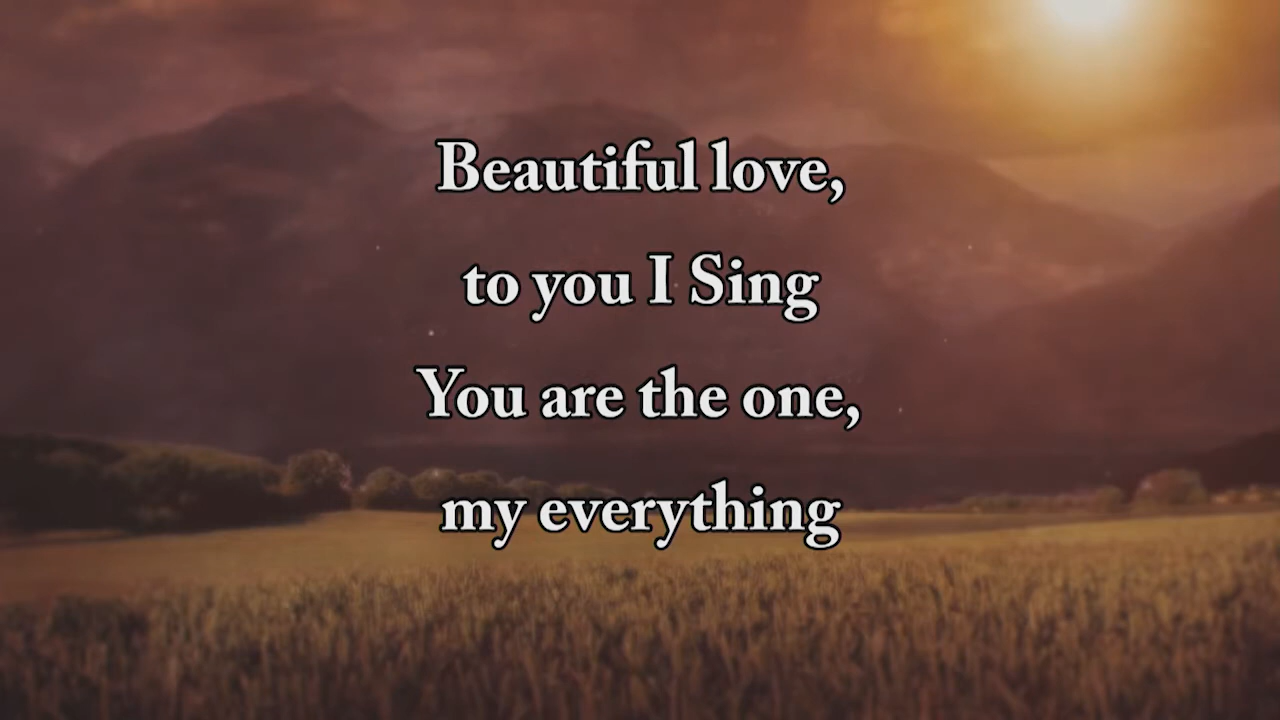 Beautiful love,
to you I Sing
You are the one,
my everything